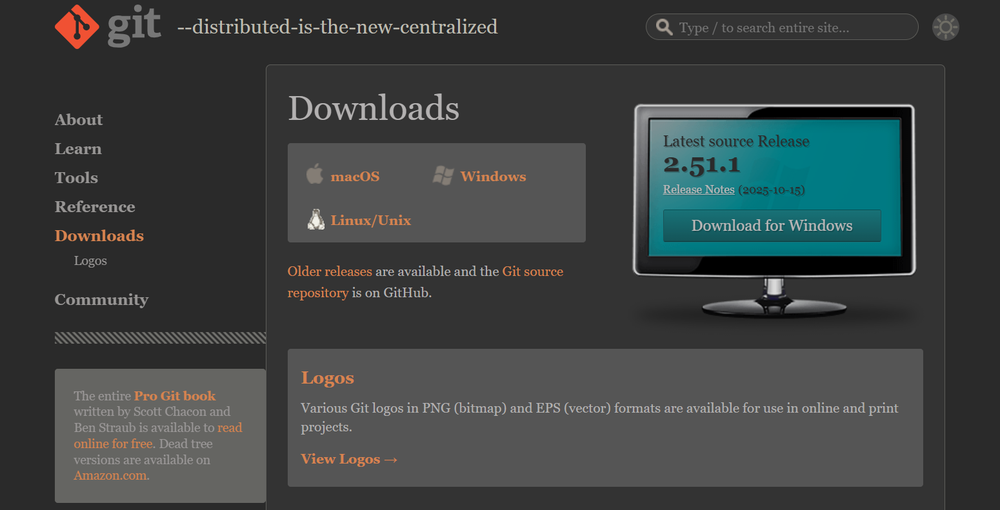 git --distributed-is-the-new-centralized
Type / to search entire site...
About
Learn
Tools
Reference
Downloads
Logos
Community
The entire Pro Git book
written by Scott Chacon and
Ben Straub is available to read
online for free. Dead tree
versions are available on
Amazon.com.
Downloads
macOS
Windows
Linux/Unix
Older releases are available and the Git source
repository is on GitHub.
Latest source Release
2.51.1
Release Notes (2025-10-15)
Download for Windows
Logos
Various Git logos in PNG (bitmap) and EPS (vector) formats are available for use in online and print
projects.
View Logos →